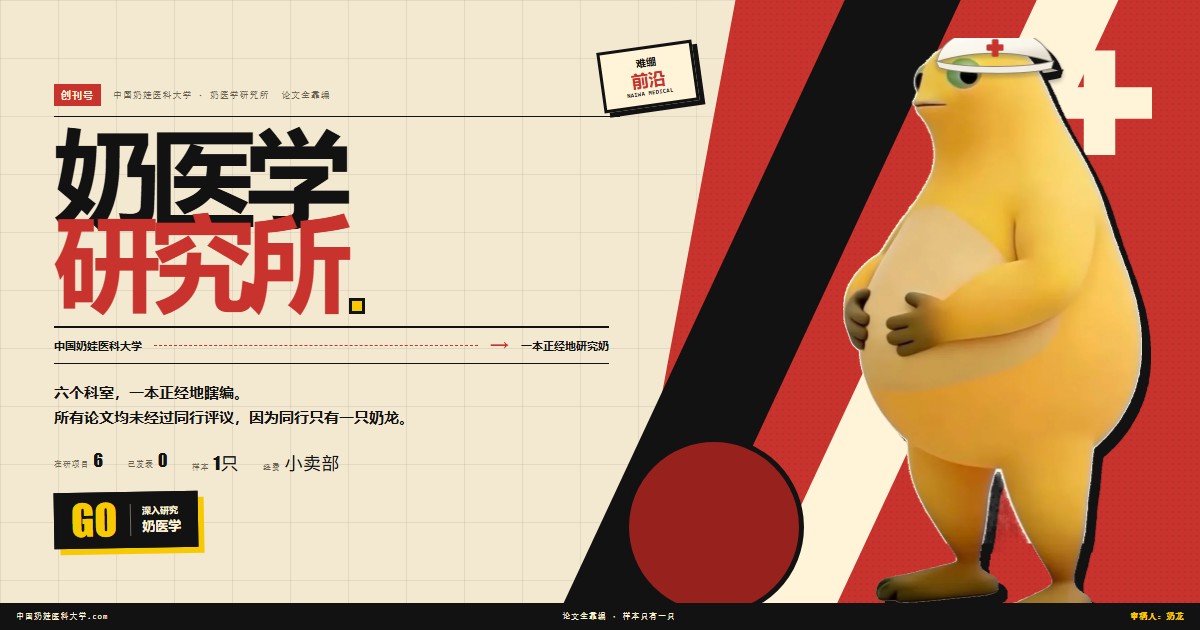 难绷
前沿
NAIWA MEDICAL
创刊号 中国奶娃医科大学 · 奶医学研究所 论文全靠编
奶医学
研究所
中国奶娃医科大学 → 一本正经地研究奶
六个科室，一本正经地瞎编。
所有论文均未经过同行评议，因为同行只有一只奶龙。
在研项目 6 已发表 0 样本 1只 经费 小卖部
GO 深入研究
奶医学
中国奶娃医科大学.com 论文全靠编 · 样本只有一只 审稿人：奶龙